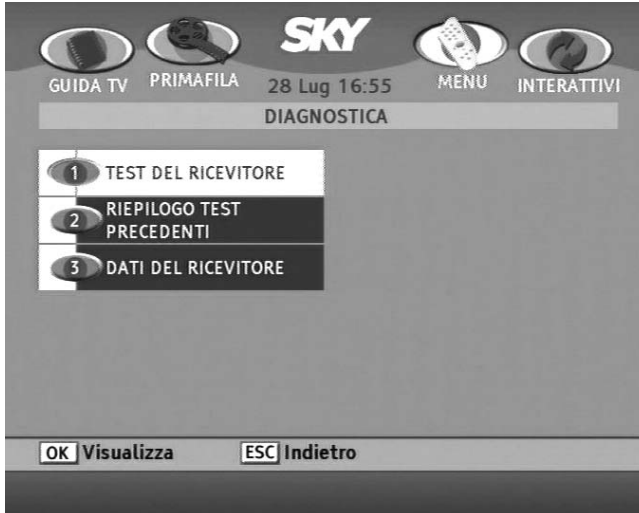 SKY
GUIDA TV PRIMAFILA 28 Lug 16:55 MENU INTERATTIVI
DIAGNOSTICA
1 TEST DEL RICEVITORE
2 RIEPILOGO TEST
PRECEDENTI
3 DATI DEL RICEVITORE
OK Visualizza ESC Indietro